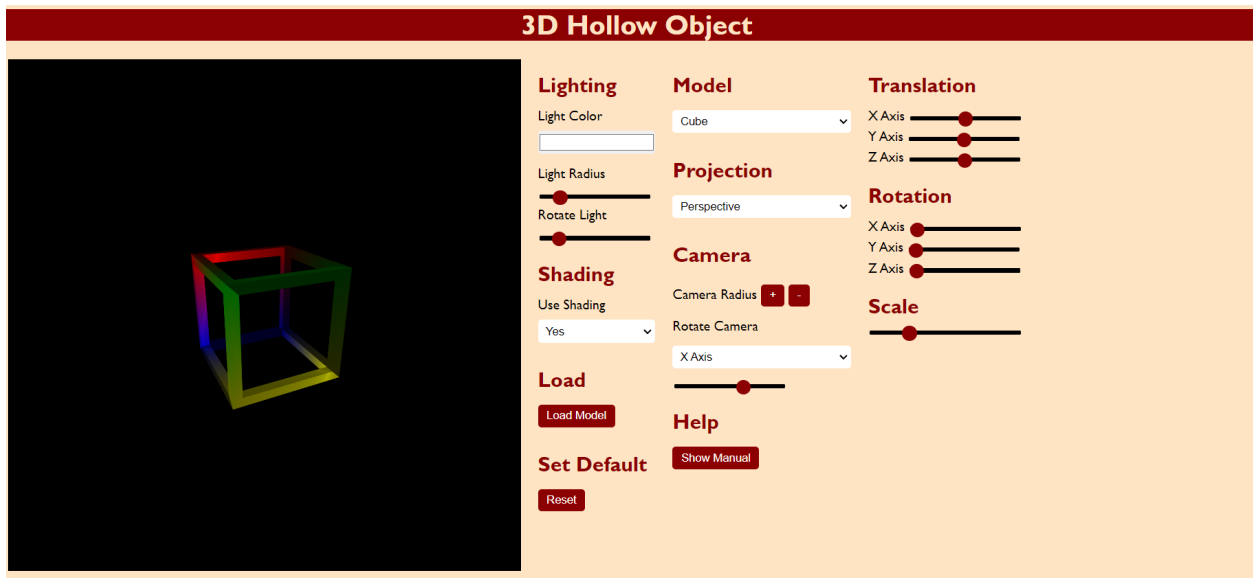 3D Hollow Object
Lighting
Light Color
Light Radius
Rotate Light
Shading
Use Shading
Yes
Load
Load Model
Set Default
Reset
Model
Cube
Projection
Perspective
Camera
Camera Radius + -
Rotate Camera
X Axis
Help
Show Manual
Translation
X Axis
Y Axis
Z Axis
Rotation
X Axis
Y Axis
Z Axis
Scale